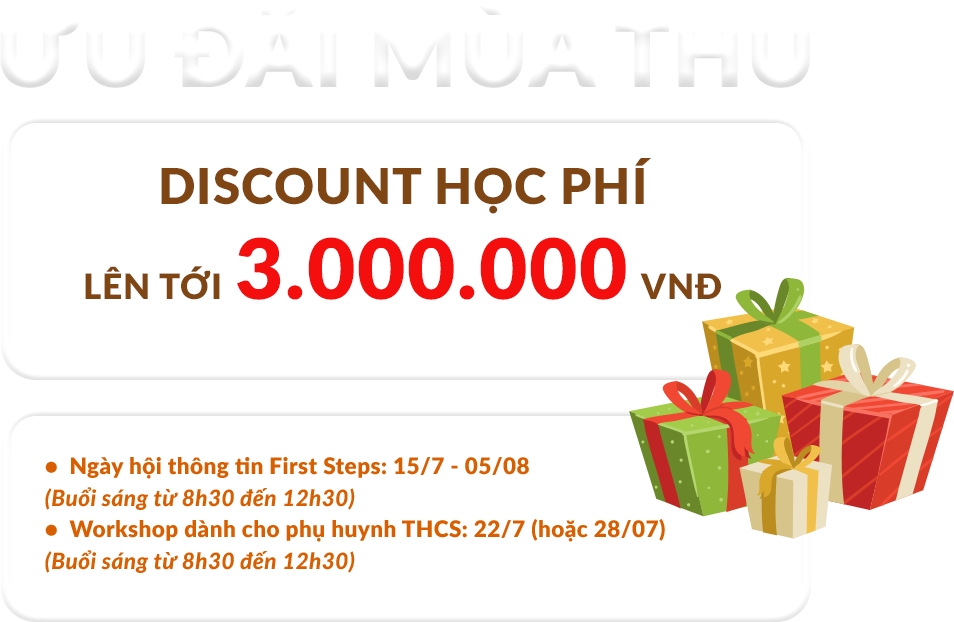 ƯU ĐÃI MÙA THU
DISCOUNT HỌC PHÍ
LÊN TỚI 3.000.000 VNĐ
• Ngày hội thông tin First Steps: 15/7 - 05/08
(Buổi sáng từ 8h30 đến 12h30)
• Workshop dành cho phụ huynh THCS: 22/7 (hoặc 28/07)
(Buổi sáng từ 8h30 đến 12h30)